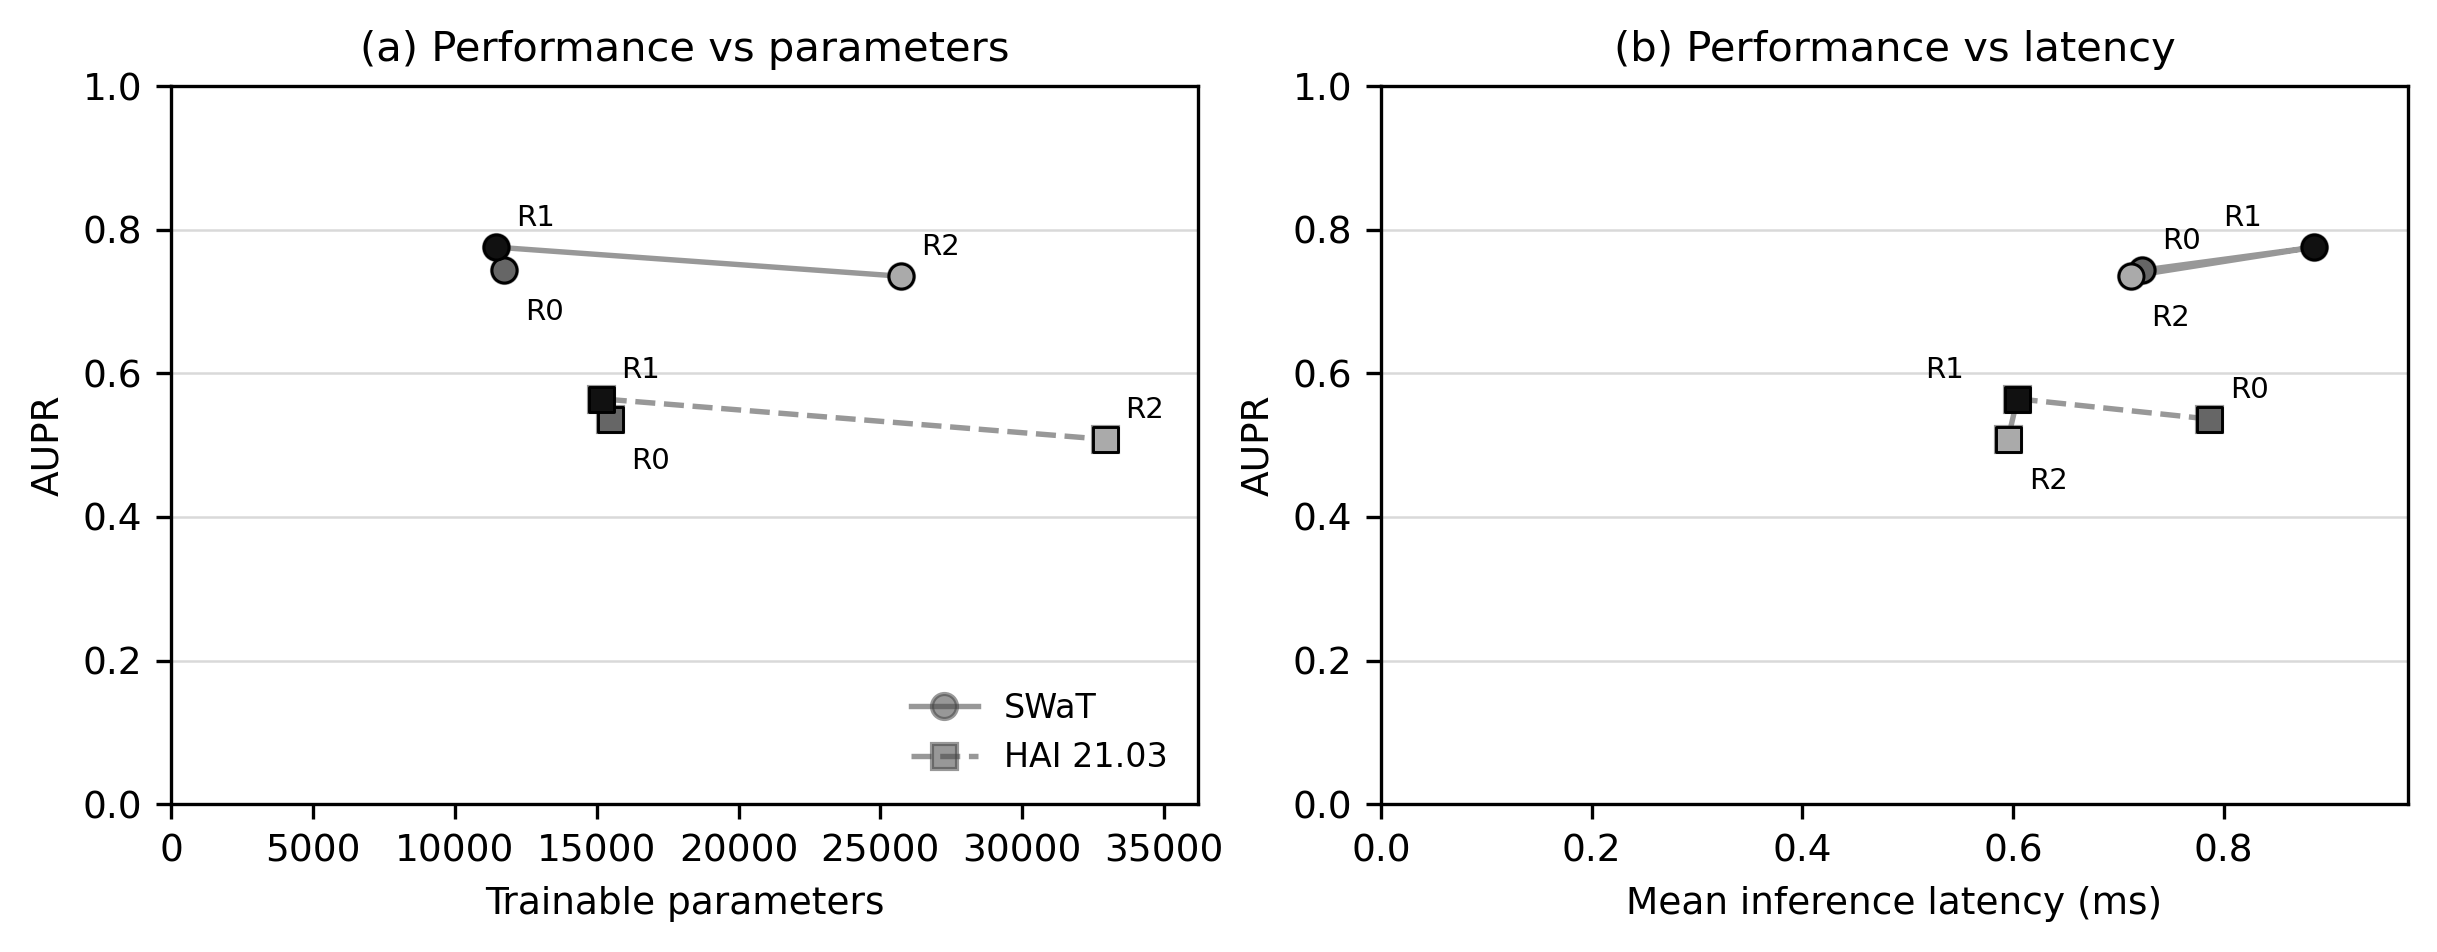 (a) Performance vs parameters
1.0
0.8
0.6
0.4
0.2
0.0
AUPR
R1
R0
R2
R1
R0
R2
SWaT
HAI 21.03
0 5000 10000 15000 20000 25000 30000 35000
Trainable parameters
(b) Performance vs latency
1.0
0.8
0.6
0.4
0.2
0.0
AUPR
R1
R0
R2
R1
R0
R2
0.0 0.2 0.4 0.6 0.8
Mean inference latency (ms)